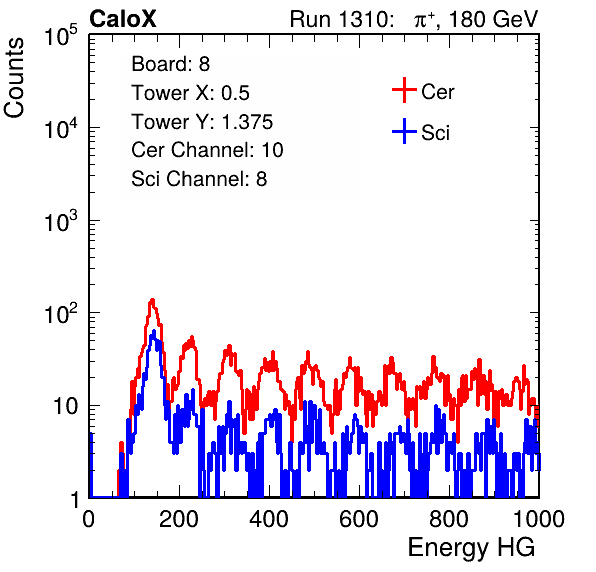 CaloX Run 1310: π⁺, 180 GeV
Board: 8
Tower X: 0.5
Tower Y: 1.375
Cer Channel: 10
Sci Channel: 8
Cer
Sci
Counts
10⁵
10⁴
10³
10²
10
1
0 200 400 600 800 1000
Energy HG